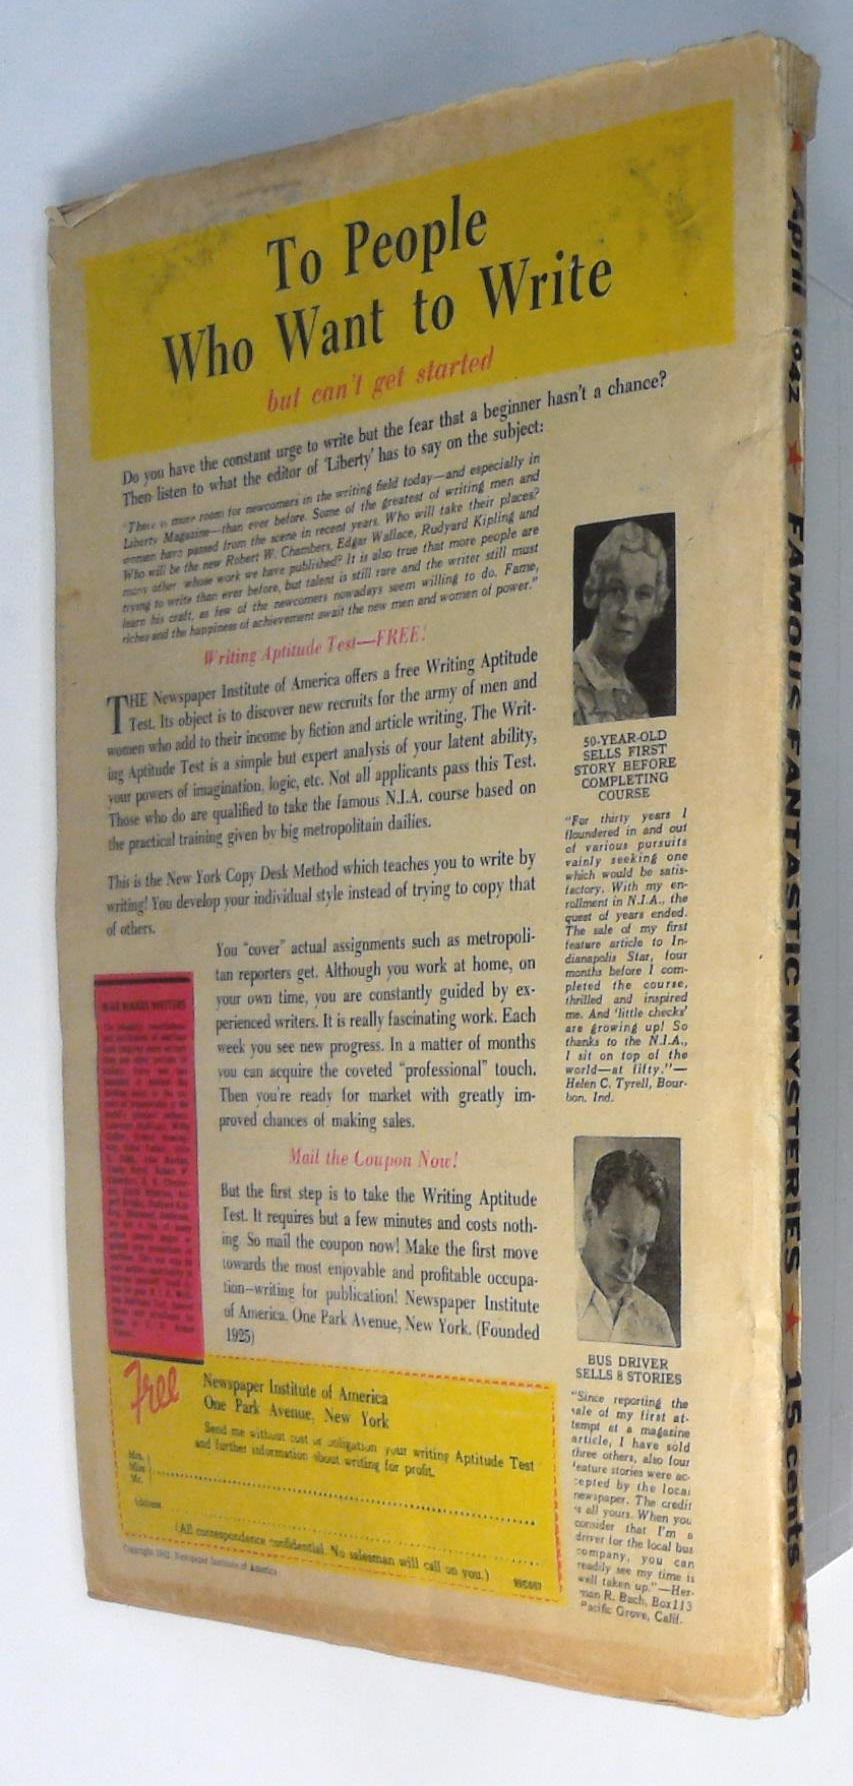 To People
Who Want to Write
but can't get started
Do you have the constant urge to write but the fear that a beginner hasn't a chance?
Then listen to what the editor of 'Liberty' has to say on the subject:
"There is more room for newcomers in the writing field today—and especially in
Liberty Magazine—than ever before. Some of the greatest of writing men and
women have passed from the scene in recent years. Who will take their places?
Who will be the new Robert W. Chambers, Edgar Wallace, Rudyard Kipling and
many other whose work we have published? It is also true that more people are
trying to write than ever before, but talent is still rare and the writer still must
learn his craft, as few of the newcomers nowadays seem willing to do. Fame,
riches and the happiness of achievement await the new men and women of power."
Writing Aptitude Test—FREE!
THE Newspaper Institute of America offers a free Writing Aptitude
Test. Its object is to discover new recruits for the army of men and
women who add to their income by fiction and article writing. The Writ-
ing Aptitude Test is a simple but expert analysis of your latent ability,
your powers of imagination, logic, etc. Not all applicants pass this Test.
Those who do are qualified to take the famous N.I.A. course based on
the practical training given by big metropolitain dailies.
This is the New York Copy Desk Method which teaches you to write by
writing! You develop your individual style instead of trying to copy that
of others.
You "cover" actual assignments such as metropoli-
tan reporters get. Although you work at home, on
your own time, you are constantly guided by ex-
perienced writers. It is really fascinating work. Each
week you see new progress. In a matter of months
you can acquire the coveted "professional" touch.
Then you're ready for market with greatly im-
proved chances of making sales.
Mail the Coupon Now!
But the first step is to take the Writing Aptitude
Test. It requires but a few minutes and costs noth-
ing. So mail the coupon now! Make the first move
towards the most enjoyable and profitable occupa-
tion—writing for publication! Newspaper Institute
of America, One Park Avenue, New York. (Founded
1925)
50-YEAR-OLD
SELLS FIRST
STORY BEFORE
COMPLETING
COURSE
"For thirty years I
floundered in and out
of various pursuits
vainly seeking one
which would be satis-
factory. With my en-
rollment in N.I.A., the
quest of years ended.
The sale of my first
feature article to In-
dianapolis Star, four
months before I com-
pleted the course,
thrilled and inspired
me. And 'little checks'
are growing up! So
thanks to the N.I.A.,
I sit on top of the
world—at fifty."—
Helen C. Tyrell, Bour-
bon, Ind.
BUS DRIVER
SELLS 8 STORIES
"Since reporting the
sale of my first at-
tempt at a magazine
article, I have sold
three others, also four
feature stories were ac-
cepted by the local
newspaper. The credit
is all yours. When you
consider that I'm a
driver for the local bus
company, you can
readily see my time is
well taken up."—Her-
man R. Bach, Box 113
Pacific Grove, Calif.
Free
Newspaper Institute of America
One Park Avenue, New York
Send me without cost or obligation your writing Aptitude Test
and further information about writing for profit.
Mrs.
Miss
Mr.
Address
(All correspondence confidential. No salesman will call on you.)
Copyright 1942, Newspaper Institute of America
April 1942 ★ FAMOUS FANTASTIC MYSTERIES ★ 15 cents